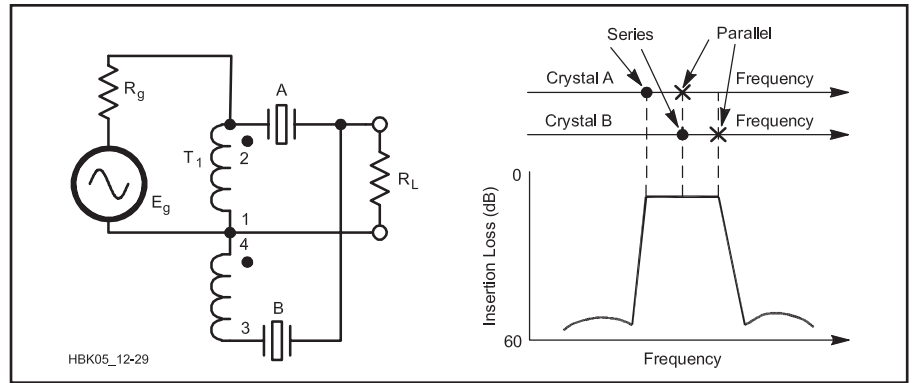 Rg
Eg
T1
2
1
4
3
A
B
RL
HBK05_12-29
Series
Parallel
Crystal A
Frequency
Crystal B
Frequency
0
Insertion Loss (dB)
60
Frequency